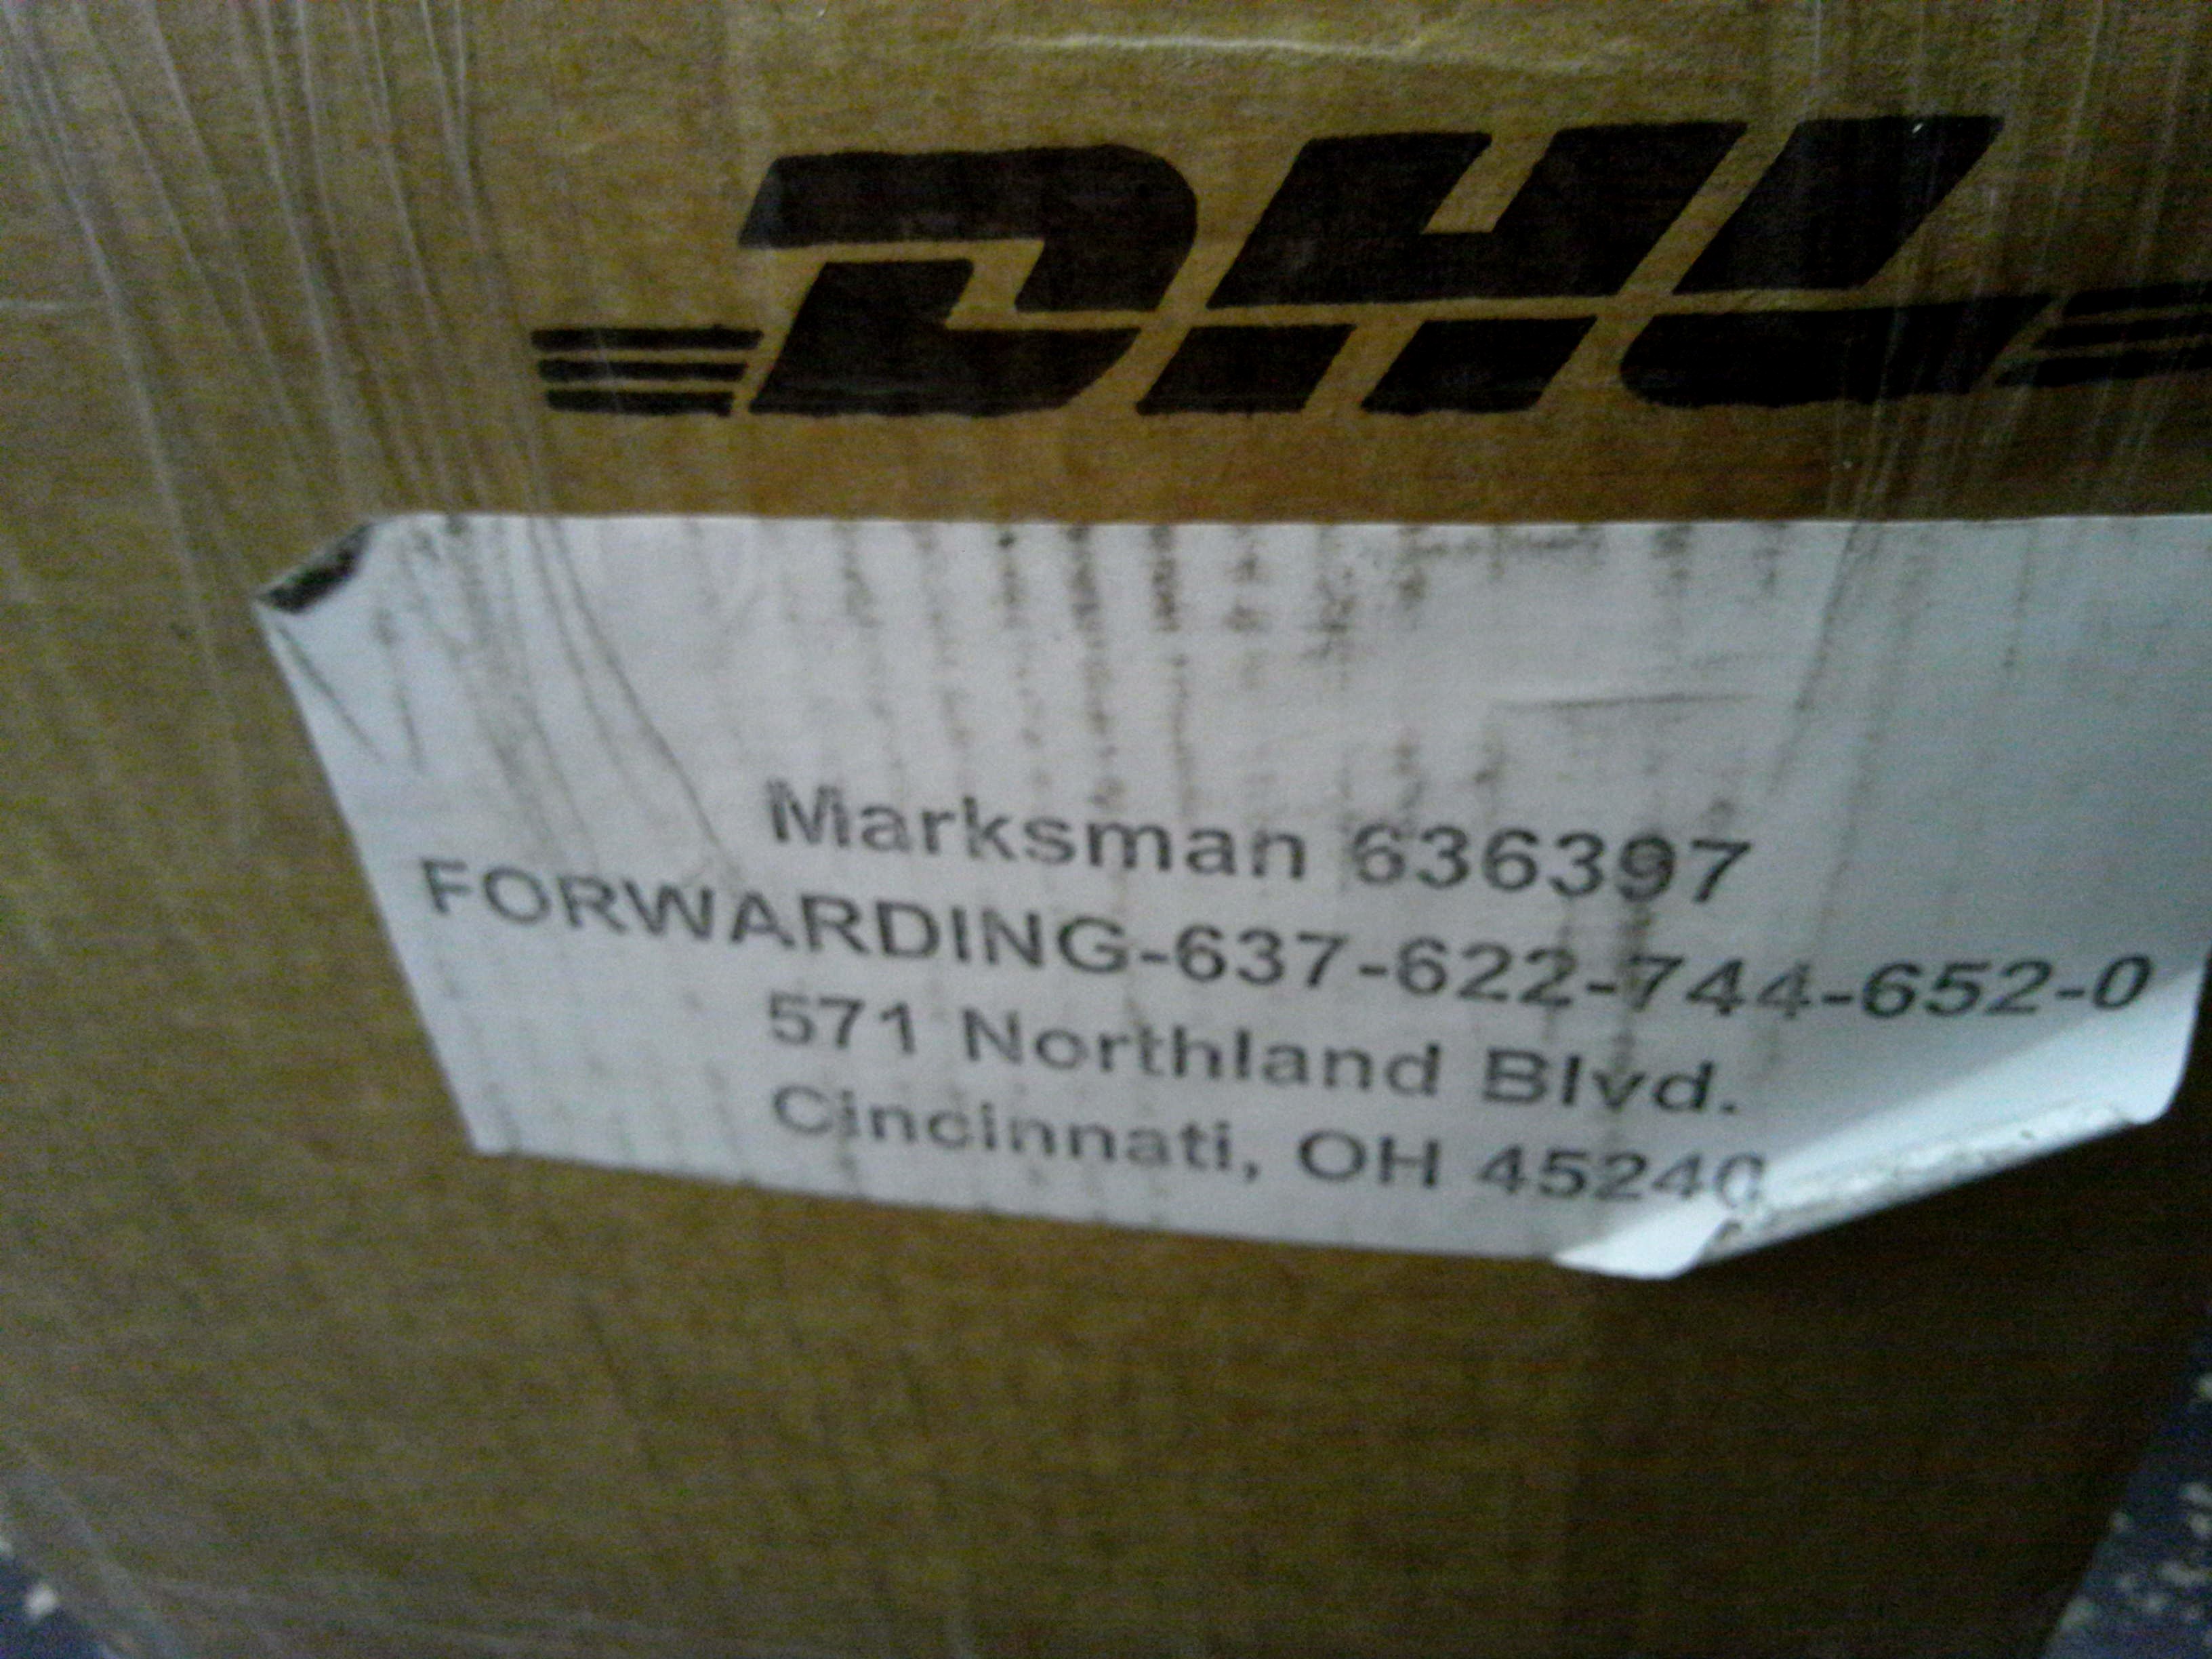 DHL
Marksman 636397
FORWARDING-637-622-744-652-0
571 Northland Blvd.
Cincinnati, OH 45240